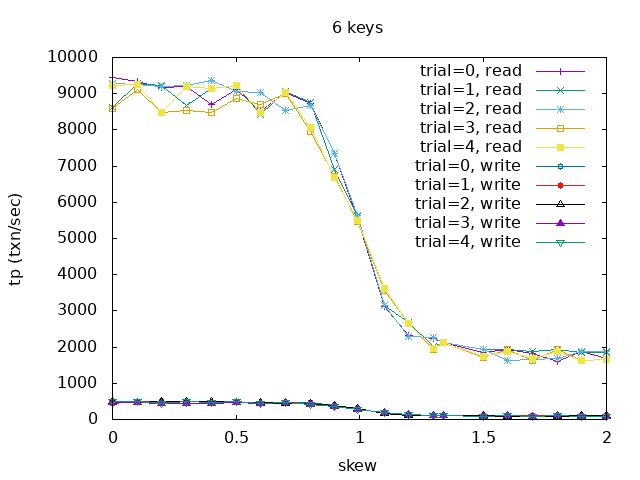 6 keys
10000
9000
8000
7000
6000
5000
4000
3000
2000
1000
0
tp (txn/sec)
trial=0, read
trial=1, read
trial=2, read
trial=3, read
trial=4, read
trial=0, write
trial=1, write
trial=2, write
trial=3, write
trial=4, write
0 0.5 1 1.5 2
skew